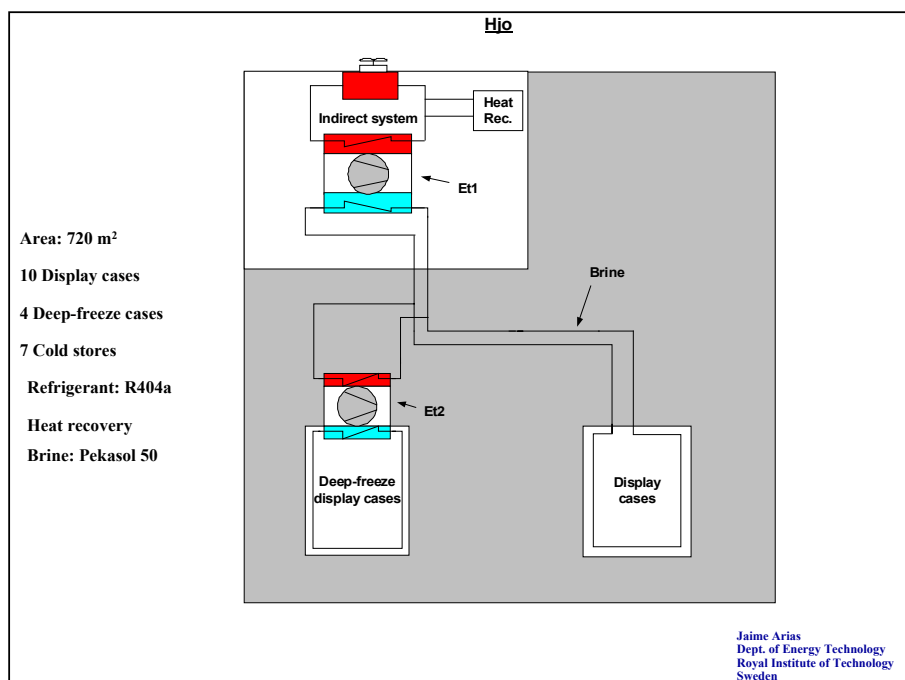 Hjo
Heat
Rec.
Indirect system
Et1
Area: 720 m²
10 Display cases
4 Deep-freeze cases
7 Cold stores
Refrigerant: R404a
Heat recovery
Brine: Pekasol 50
Brine
Et2
Deep-freeze
display cases
Display
cases
Jaime Arias
Dept. of Energy Technology
Royal Institute of Technology
Sweden